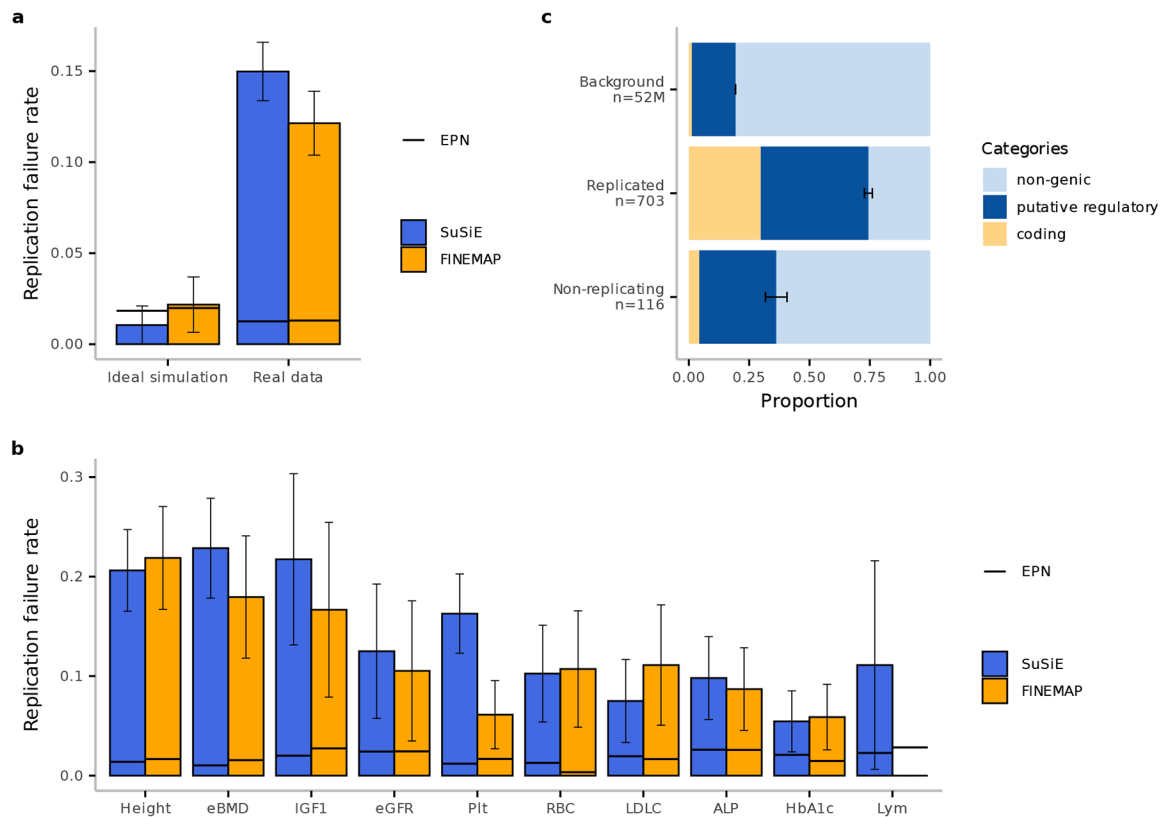 a
Replication failure rate
0.15
0.10
0.05
0.00
Ideal simulation
Real data
EPN
SuSiE
FINEMAP
c
Background
n=52M
Replicated
n=703
Non-replicating
n=116
0.00
0.25
0.50
0.75
1.00
Proportion
Categories
non-genic
putative regulatory
coding
b
Replication failure rate
0.3
0.2
0.1
0.0
Height
eBMD
IGF1
eGFR
Plt
RBC
LDLC
ALP
HbA1c
Lym
EPN
SuSiE
FINEMAP